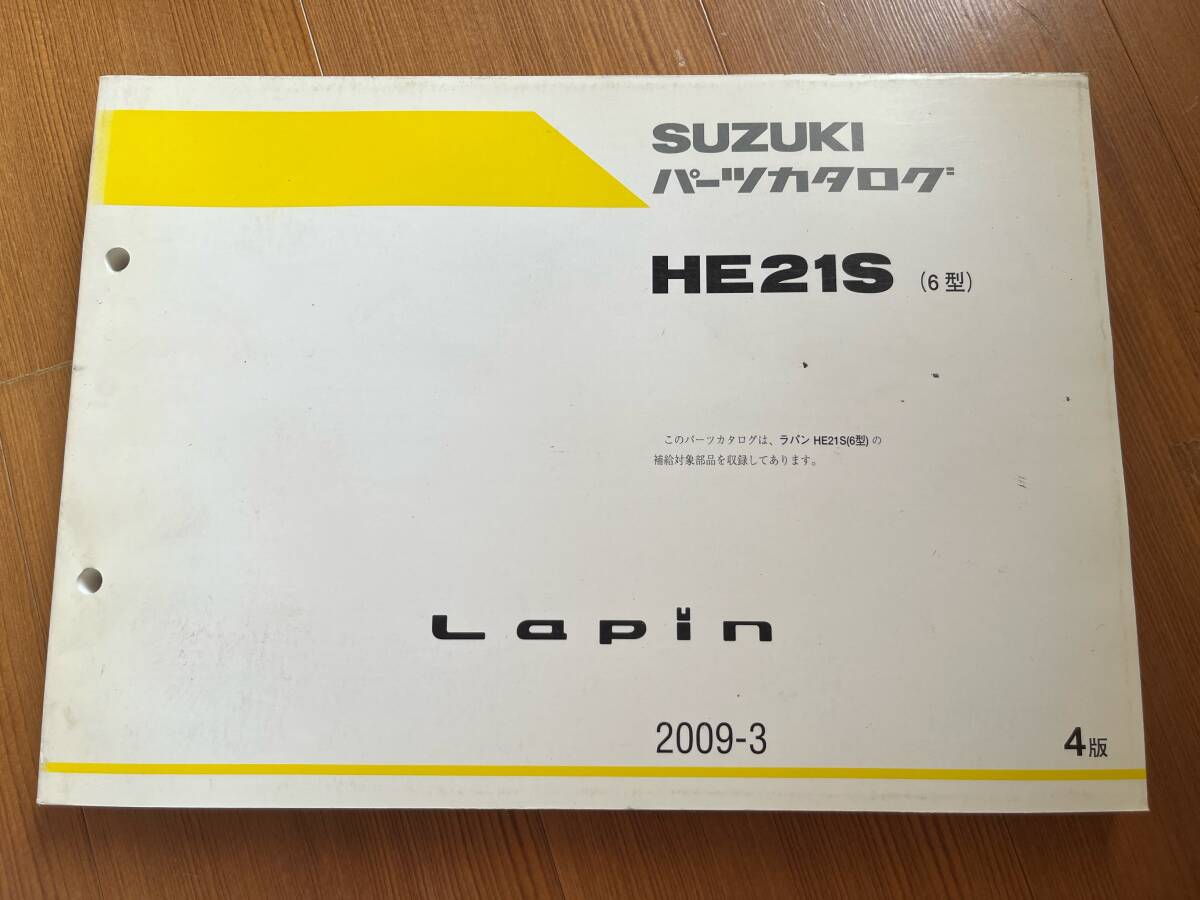 SUZUKI
パーツカタログ
HE21S (6型)
このパーツカタログは、ラパン HE21S(6型) の
補給対象部品を収録してあります。
Lapin
2009-3
4版